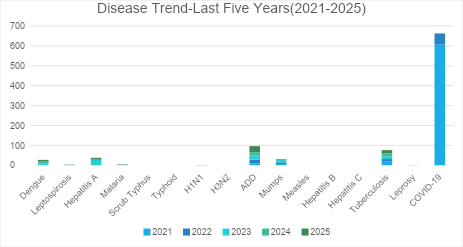 Disease Trend-Last Five Years(2021-2025)
700
600
500
400
300
200
100
0
Dengue
Leptospirosis
Hepatitis A
Malaria
Scrub Typhus
Typhoid
H1N1
H3N2
ADD
Mumps
Measles
Hepatitis B
Hepatitis C
Tuberculosis
Leprosy
COVID-19
2021 2022 2023 2024 2025